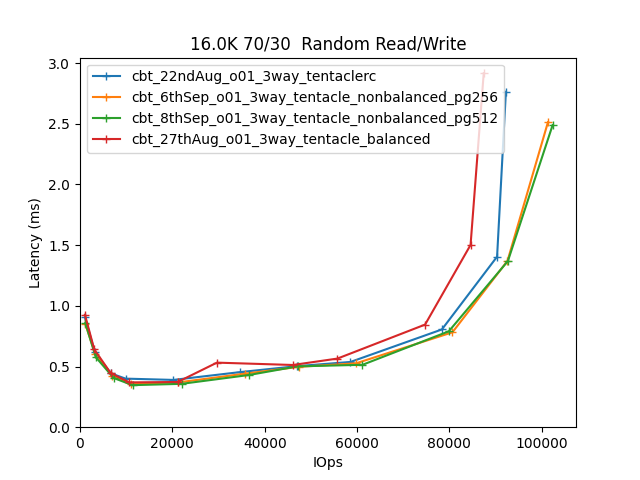 16.0K 70/30  Random Read/Write
cbt_22ndAug_o01_3way_tentaclerc
cbt_6thSep_o01_3way_tentacle_nonbalanced_pg256
cbt_8thSep_o01_3way_tentacle_nonbalanced_pg512
cbt_27thAug_o01_3way_tentacle_balanced
3.0
2.5
2.0
1.5
1.0
0.5
0.0
Latency (ms)
0 20000 40000 60000 80000 100000
IOps